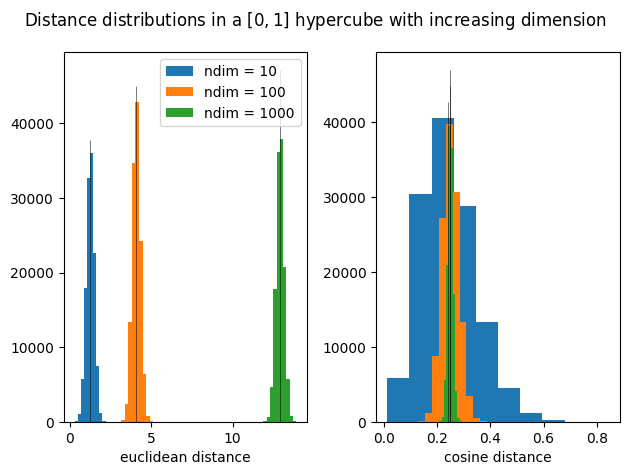 Distance distributions in a [0, 1] hypercube with increasing dimension
ndim = 10
ndim = 100
ndim = 1000
40000
30000
20000
10000
0
0 5 10
euclidean distance
40000
30000
20000
10000
0
0.0 0.2 0.4 0.6 0.8
cosine distance